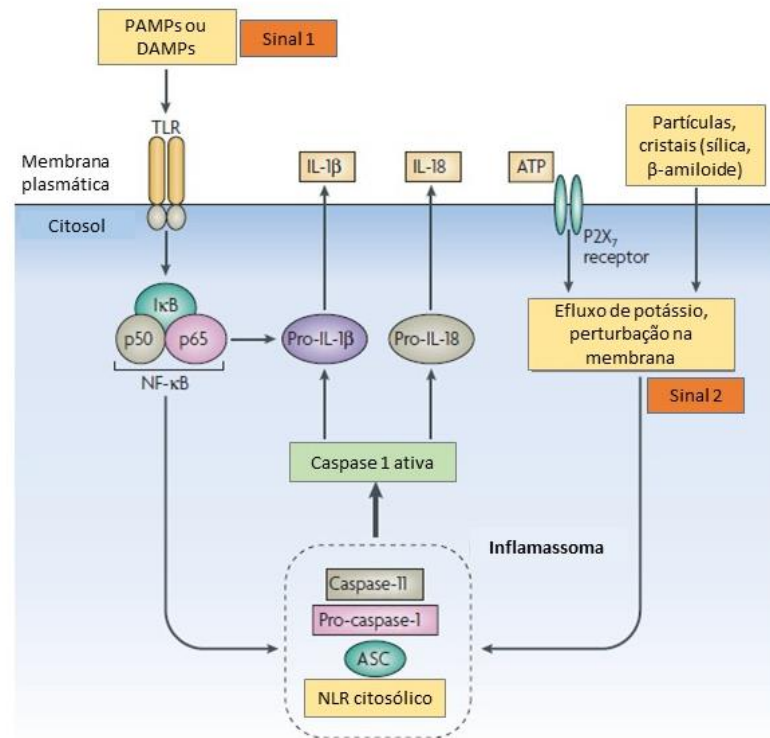 PAMPs ou
DAMPs
Sinal 1
TLR
Membrana
plasmática
Citosol
IL-1β
IL-18
ATP
Partículas,
cristais (sílica,
β-amiloide)
P2X₇
receptor
IκB
p50
p65
NF-κB
Pro-IL-1β
Pro-IL-18
Efluxo de potássio,
perturbação na
membrana
Sinal 2
Caspase 1 ativa
Inflamassoma
Caspase-11
Pro-caspase-1
ASC
NLR citosólico